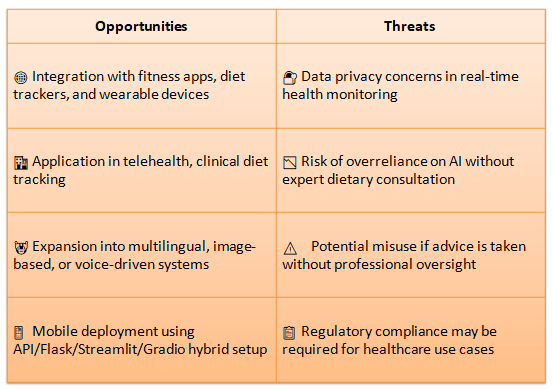 Opportunities
Threats
Integration with fitness apps, diet
trackers, and wearable devices
Data privacy concerns in real-time
health monitoring
Application in telehealth, clinical diet
tracking
Risk of overreliance on AI without
expert dietary consultation
Expansion into multilingual, image-
based, or voice-driven systems
Potential misuse if advice is taken
without professional oversight
Mobile deployment using
API/Flask/Streamlit/Gradio hybrid setup
Regulatory compliance may be
required for healthcare use cases